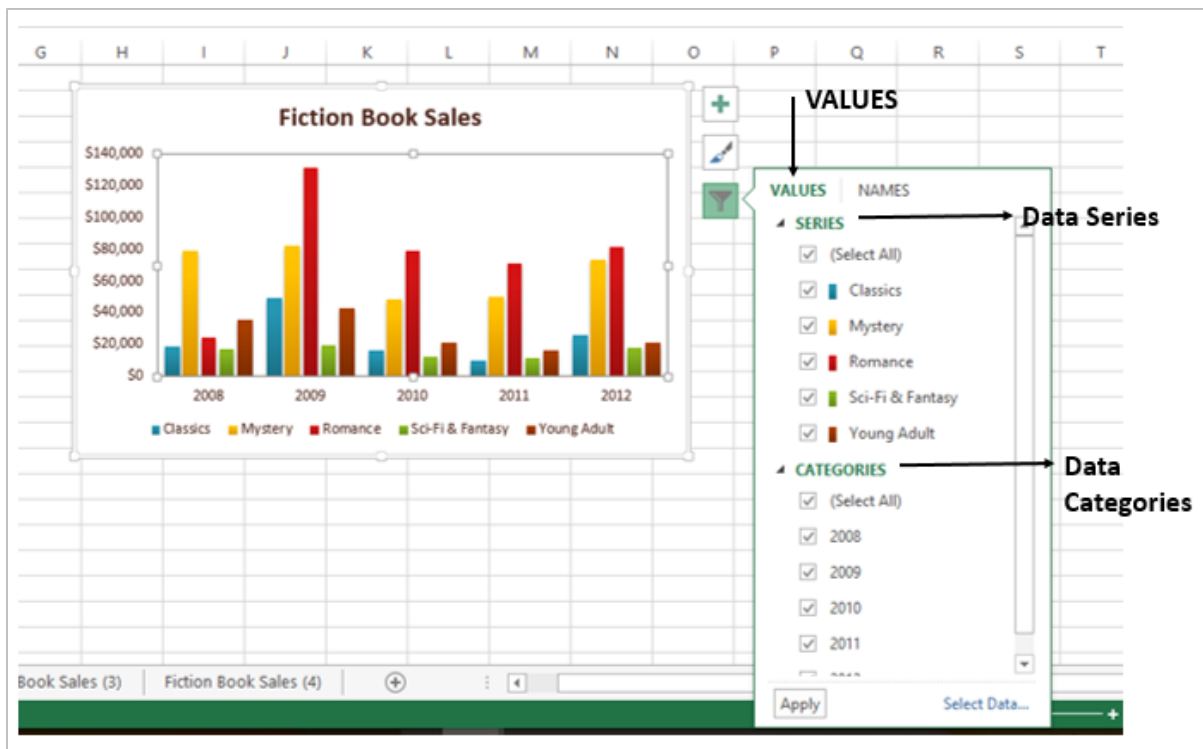 G H I J K L M N O P Q R S T
Fiction Book Sales
$140,000
$120,000
$100,000
$80,000
$60,000
$40,000
$20,000
$0
2008 2009 2010 2011 2012
Classics Mystery Romance Sci-Fi & Fantasy Young Adult
VALUES
VALUES NAMES
SERIES
Data Series
(Select All)
Classics
Mystery
Romance
Sci-Fi & Fantasy
Young Adult
CATEGORIES
Data
Categories
(Select All)
2008
2009
2010
2011
Apply Select Data...
Book Sales (3) Fiction Book Sales (4)